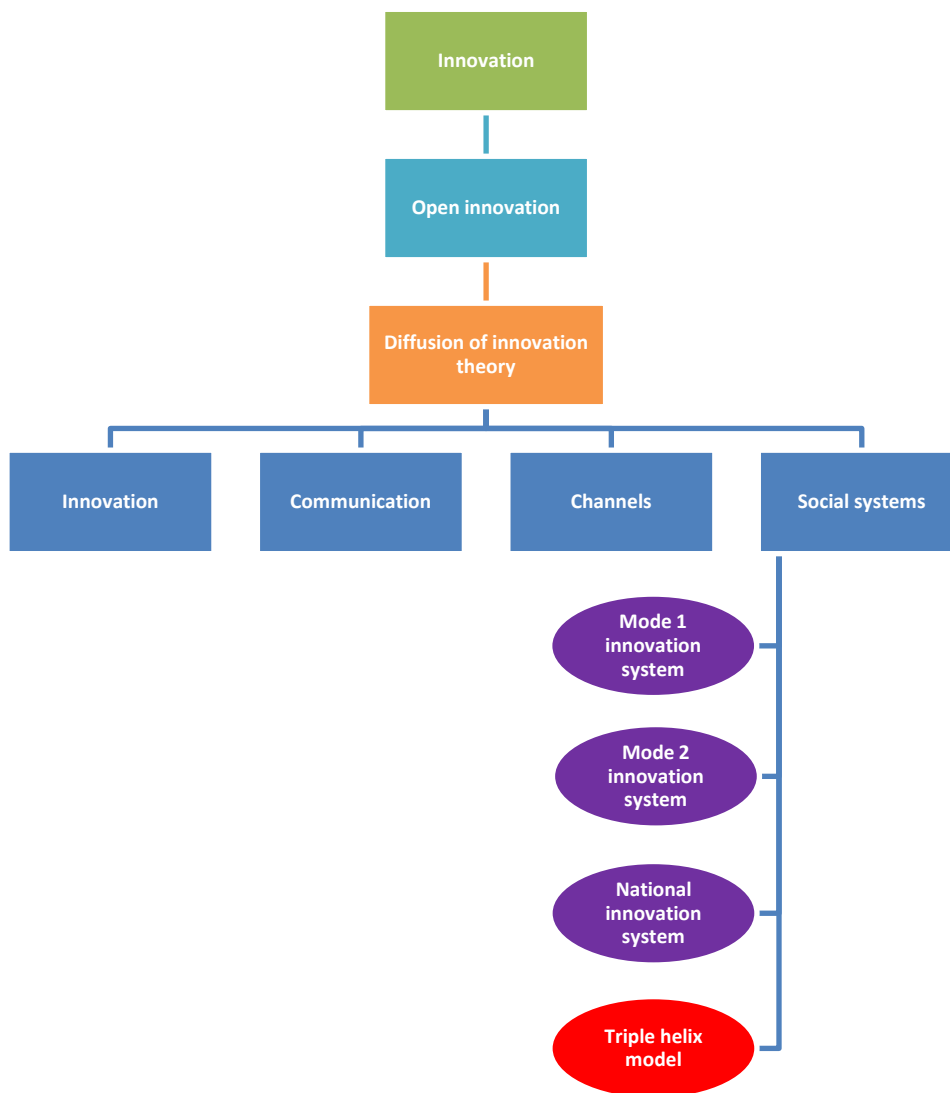 Innovation
Open innovation
Diffusion of innovation
theory
Innovation
Communication
Channels
Social systems
Mode 1
innovation
system
Mode 2
innovation
system
National
innovation
system
Triple helix
model